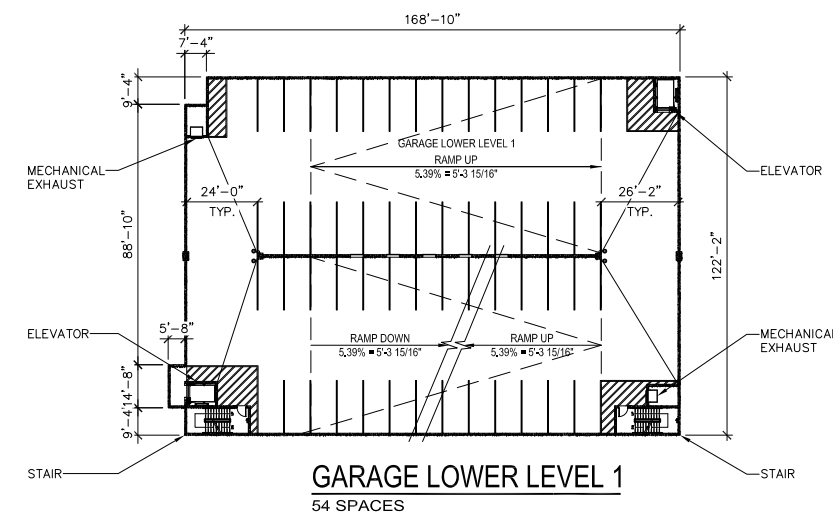 168'-10"
7'-4"
9'-4"
GARAGE LOWER LEVEL 1
RAMP UP
5.39% = 5'-3 15/16"
MECHANICAL
EXHAUST
ELEVATOR
24'-0"
TYP.
26'-2"
TYP.
88'-10"
122'-2"
ELEVATOR
5'-8"
RAMP DOWN
5.39% = 5'-3 15/16"
RAMP UP
5.39% = 5'-3 15/16"
MECHANICAL
EXHAUST
14'-8"
9'-4"
STAIR
STAIR
GARAGE LOWER LEVEL 1
54 SPACES